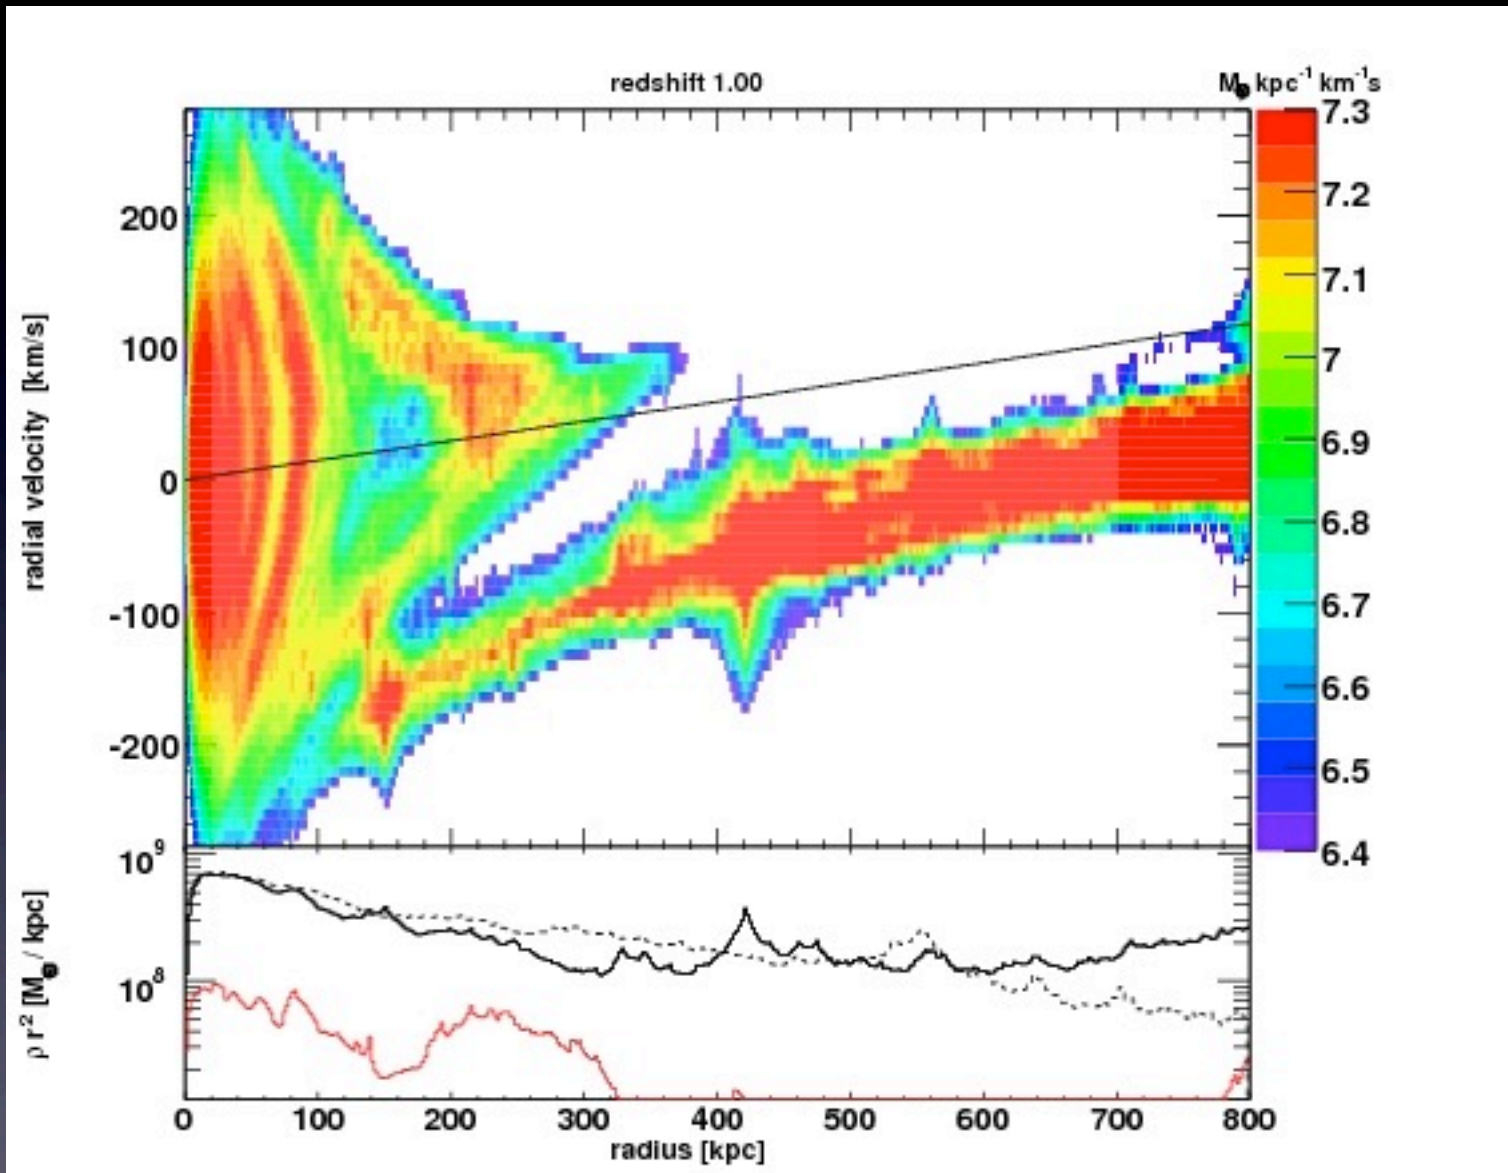 redshift 1.00
M☉ kpc⁻¹ km⁻¹s
radial velocity [km/s]
200
100
0
-100
-200
7.3
7.2
7.1
7
6.9
6.8
6.7
6.6
6.5
6.4
ρ r² [M☉/ kpc]
10⁹
10⁸
0 100 200 300 400 500 600 700 800
radius [kpc]